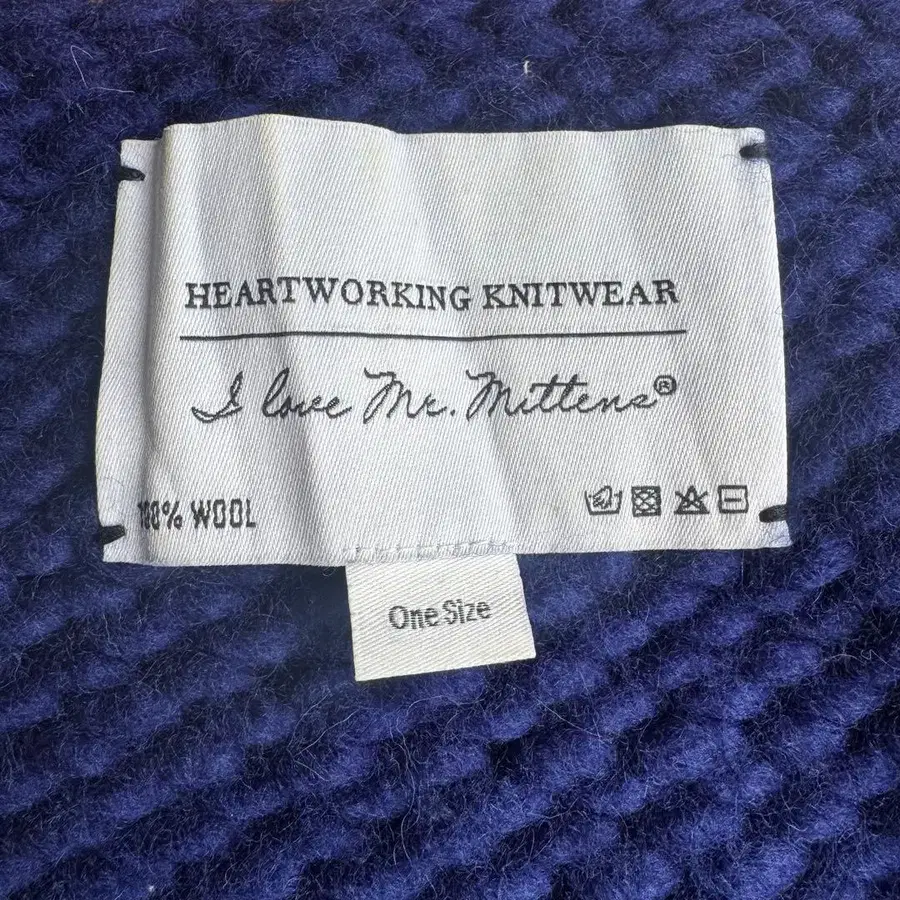 HEARTWORKING KNITWEAR
I love Mr. Mittens®
100% WOOL
One Size